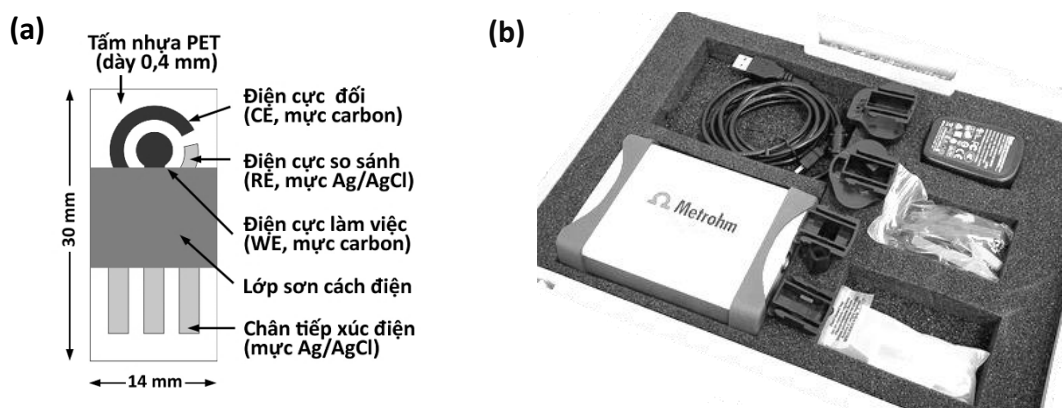 (a)
Tấm nhựa PET
(dày 0,4 mm)
30 mm
14 mm
Điện cực đối
(CE, mực carbon)
Điện cực so sánh
(RE, mực Ag/AgCl)
Điện cực làm việc
(WE, mực carbon)
Lớp sơn cách điện
Chân tiếp xúc điện
(mực Ag/AgCl)
(b)
Ω Metrohm